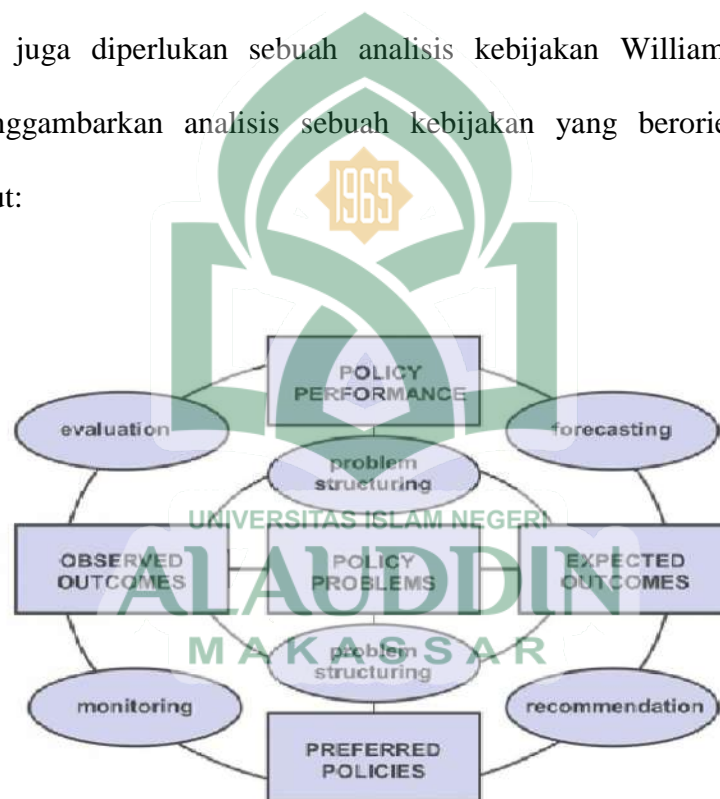 juga diperlukan sebuah analisis kebijakan William
nggambarkan analisis sebuah kebijakan yang berorie
ut:
1965
POLICY
PERFORMANCE
evaluation
forecasting
problem
structuring
UNIVERSITAS ISLAM NEGERI
OBSERVED
OUTCOMES
POLICY
PROBLEMS
EXPECTED
OUTCOMES
ALAUDDIN
MAKASSAR
problem
structuring
monitoring
recommendation
PREFERRED
POLICIES